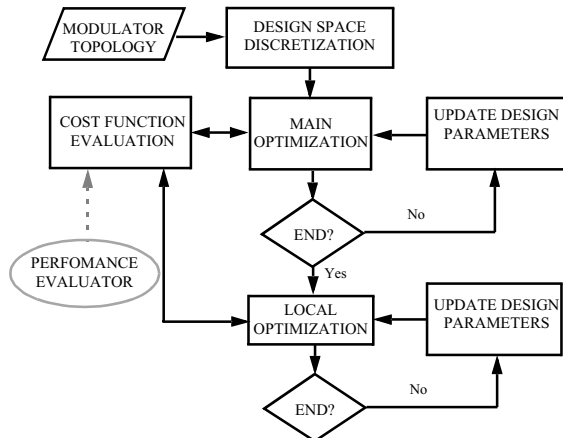 MODULATOR
TOPOLOGY
DESIGN SPACE
DISCRETIZATION
COST FUNCTION
EVALUATION
MAIN
OPTIMIZATION
UPDATE DESIGN
PARAMETERS
No
END?
Yes
PERFOMANCE
EVALUATOR
LOCAL
OPTIMIZATION
UPDATE DESIGN
PARAMETERS
No
END?